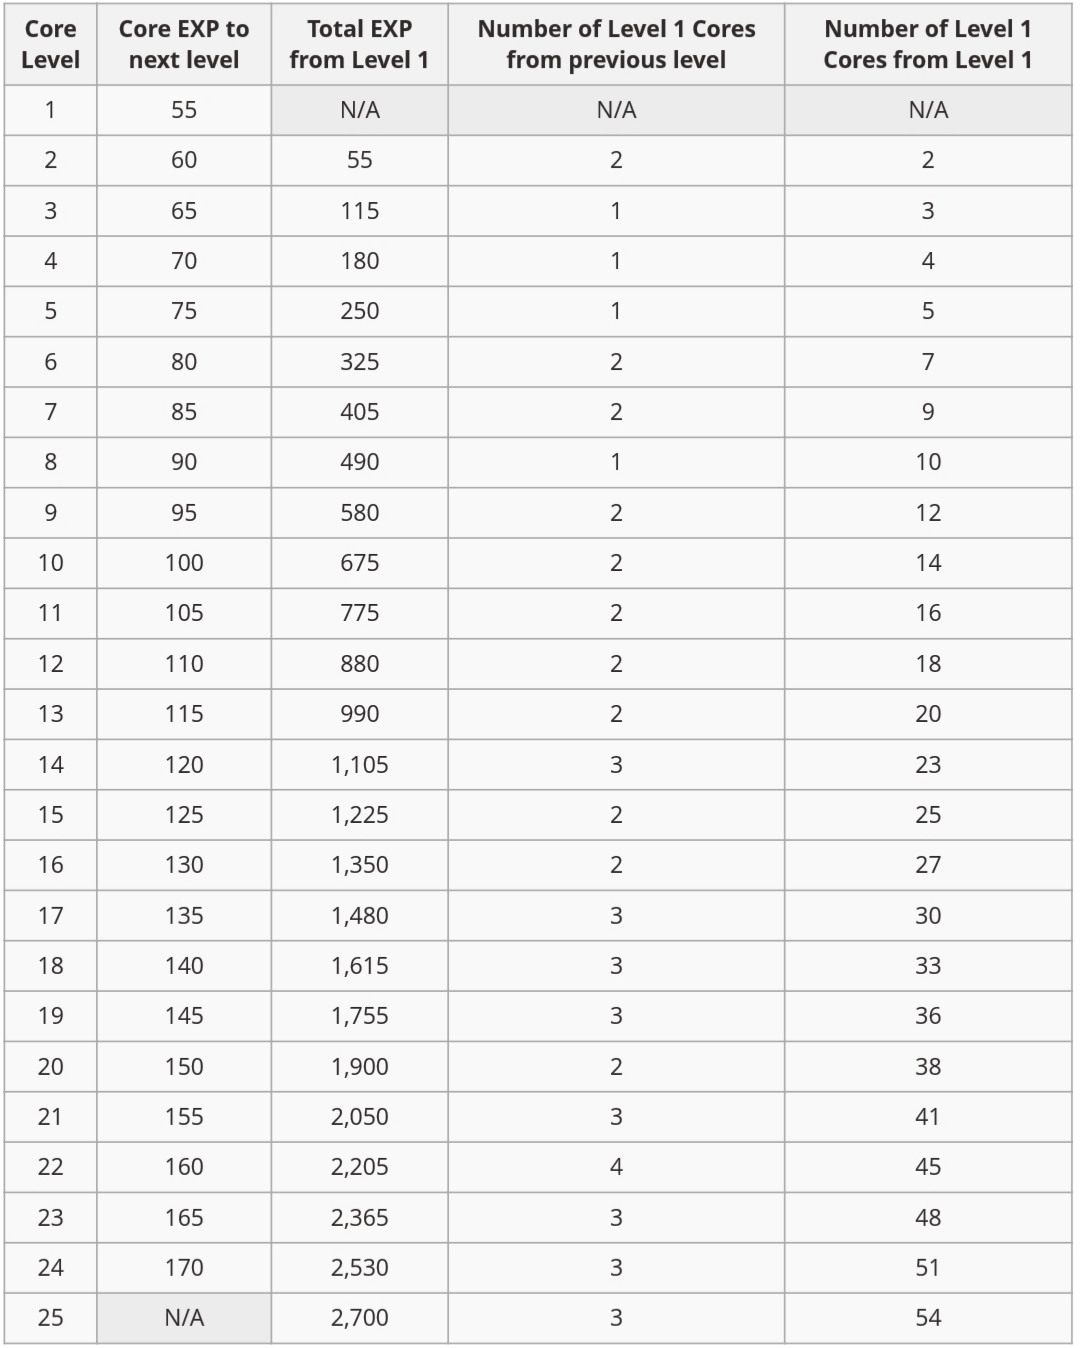 Core Level | Core EXP to next level | Total EXP from Level 1 | Number of Level 1 Cores from previous level | Number of Level 1 Cores from Level 1
1 | 55 | N/A | N/A | N/A
2 | 60 | 55 | 2 | 2
3 | 65 | 115 | 1 | 3
4 | 70 | 180 | 1 | 4
5 | 75 | 250 | 1 | 5
6 | 80 | 325 | 2 | 7
7 | 85 | 405 | 2 | 9
8 | 90 | 490 | 1 | 10
9 | 95 | 580 | 2 | 12
10 | 100 | 675 | 2 | 14
11 | 105 | 775 | 2 | 16
12 | 110 | 880 | 2 | 18
13 | 115 | 990 | 2 | 20
14 | 120 | 1,105 | 3 | 23
15 | 125 | 1,225 | 2 | 25
16 | 130 | 1,350 | 2 | 27
17 | 135 | 1,480 | 3 | 30
18 | 140 | 1,615 | 3 | 33
19 | 145 | 1,755 | 3 | 36
20 | 150 | 1,900 | 2 | 38
21 | 155 | 2,050 | 3 | 41
22 | 160 | 2,205 | 4 | 45
23 | 165 | 2,365 | 3 | 48
24 | 170 | 2,530 | 3 | 51
25 | N/A | 2,700 | 3 | 54